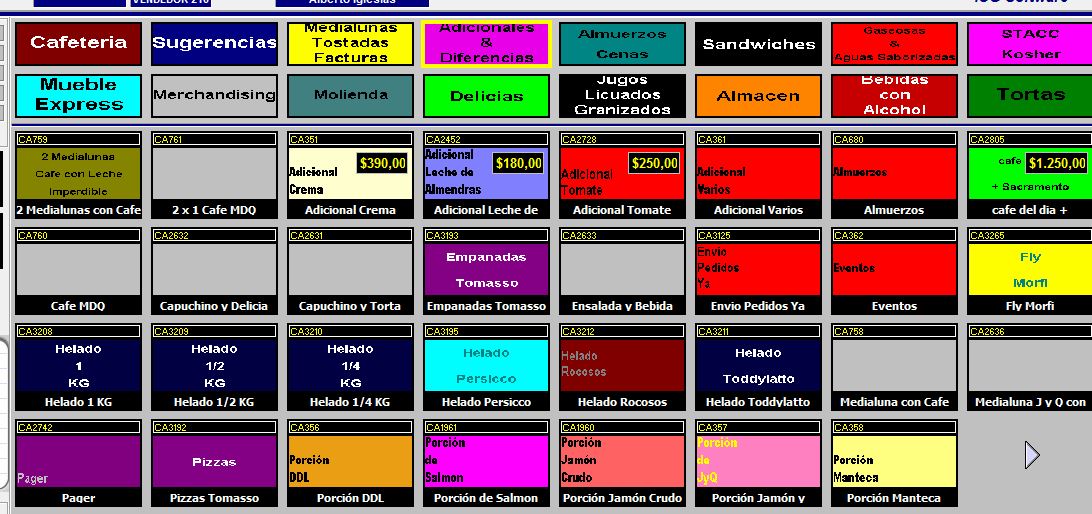 VENDEDOR 210
Alberto Iglesias
Cafeteria
Sugerencias
Medialunas
Tostadas
Facturas
Adicionales
&
Diferencias
Almuerzos
Cenas
Sandwiches
Gaseosas
&
Aguas Saborizadas
STACC
Kosher
Mueble
Express
Merchandising
Molienda
Delicias
Jugos
Licuados
Granizados
Almacen
Bebidas
con
Alcohol
Tortas
CA759
2 Medialunas
Cafe con Leche
Imperdible
2 Medialunas con Cafe
CA761
2 x 1 Cafe MDQ
CA351
$390,00
Adicional
Crema
Adicional Crema
CA2452
Adicional
$180,00
Leche de
Almendras
Adicional Leche de
CA2728
$250,00
Adicional
Tomate
Adicional Tomate
CA361
Adicional
Varios
Adicional Varios
CA680
Almuerzos
Almuerzos
CA2805
cafe
$1.250,00
+ Sacramento
cafe del dia +
CA760
Cafe MDQ
CA2632
Capuchino y Delicia
CA2631
Capuchino y Torta
CA3193
Empanadas
Tomasso
Empanadas Tomasso
CA2633
Ensalada y Bebida
CA3125
Envio
Pedidos
Ya
Envio Pedidos Ya
CA362
Eventos
Eventos
CA3265
Fly
Morfi
Fly Morfi
CA3208
Helado
1
KG
Helado 1 KG
CA3209
Helado
1/2
KG
Helado 1/2 KG
CA3210
Helado
1/4
KG
Helado 1/4 KG
CA3195
Helado
Persicco
Helado Persicco
CA3212
Helado
Rocosos
Helado Rocosos
CA3211
Helado
Toddylatto
Helado Toddylatto
CA758
Medialuna con Cafe
CA2636
Medialuna J y Q con
CA2742
Pager
Pager
CA3192
Pizzas
Pizzas Tomasso
CA356
Porción
DDL
Porción DDL
CA1961
Porción
de
Salmon
Porción de Salmon
CA1960
Porción
Jamón
Crudo
Porción Jamón Crudo
CA357
Porción
de
JyQ
Porción Jamón y
CA358
Porción
Manteca
Porción Manteca